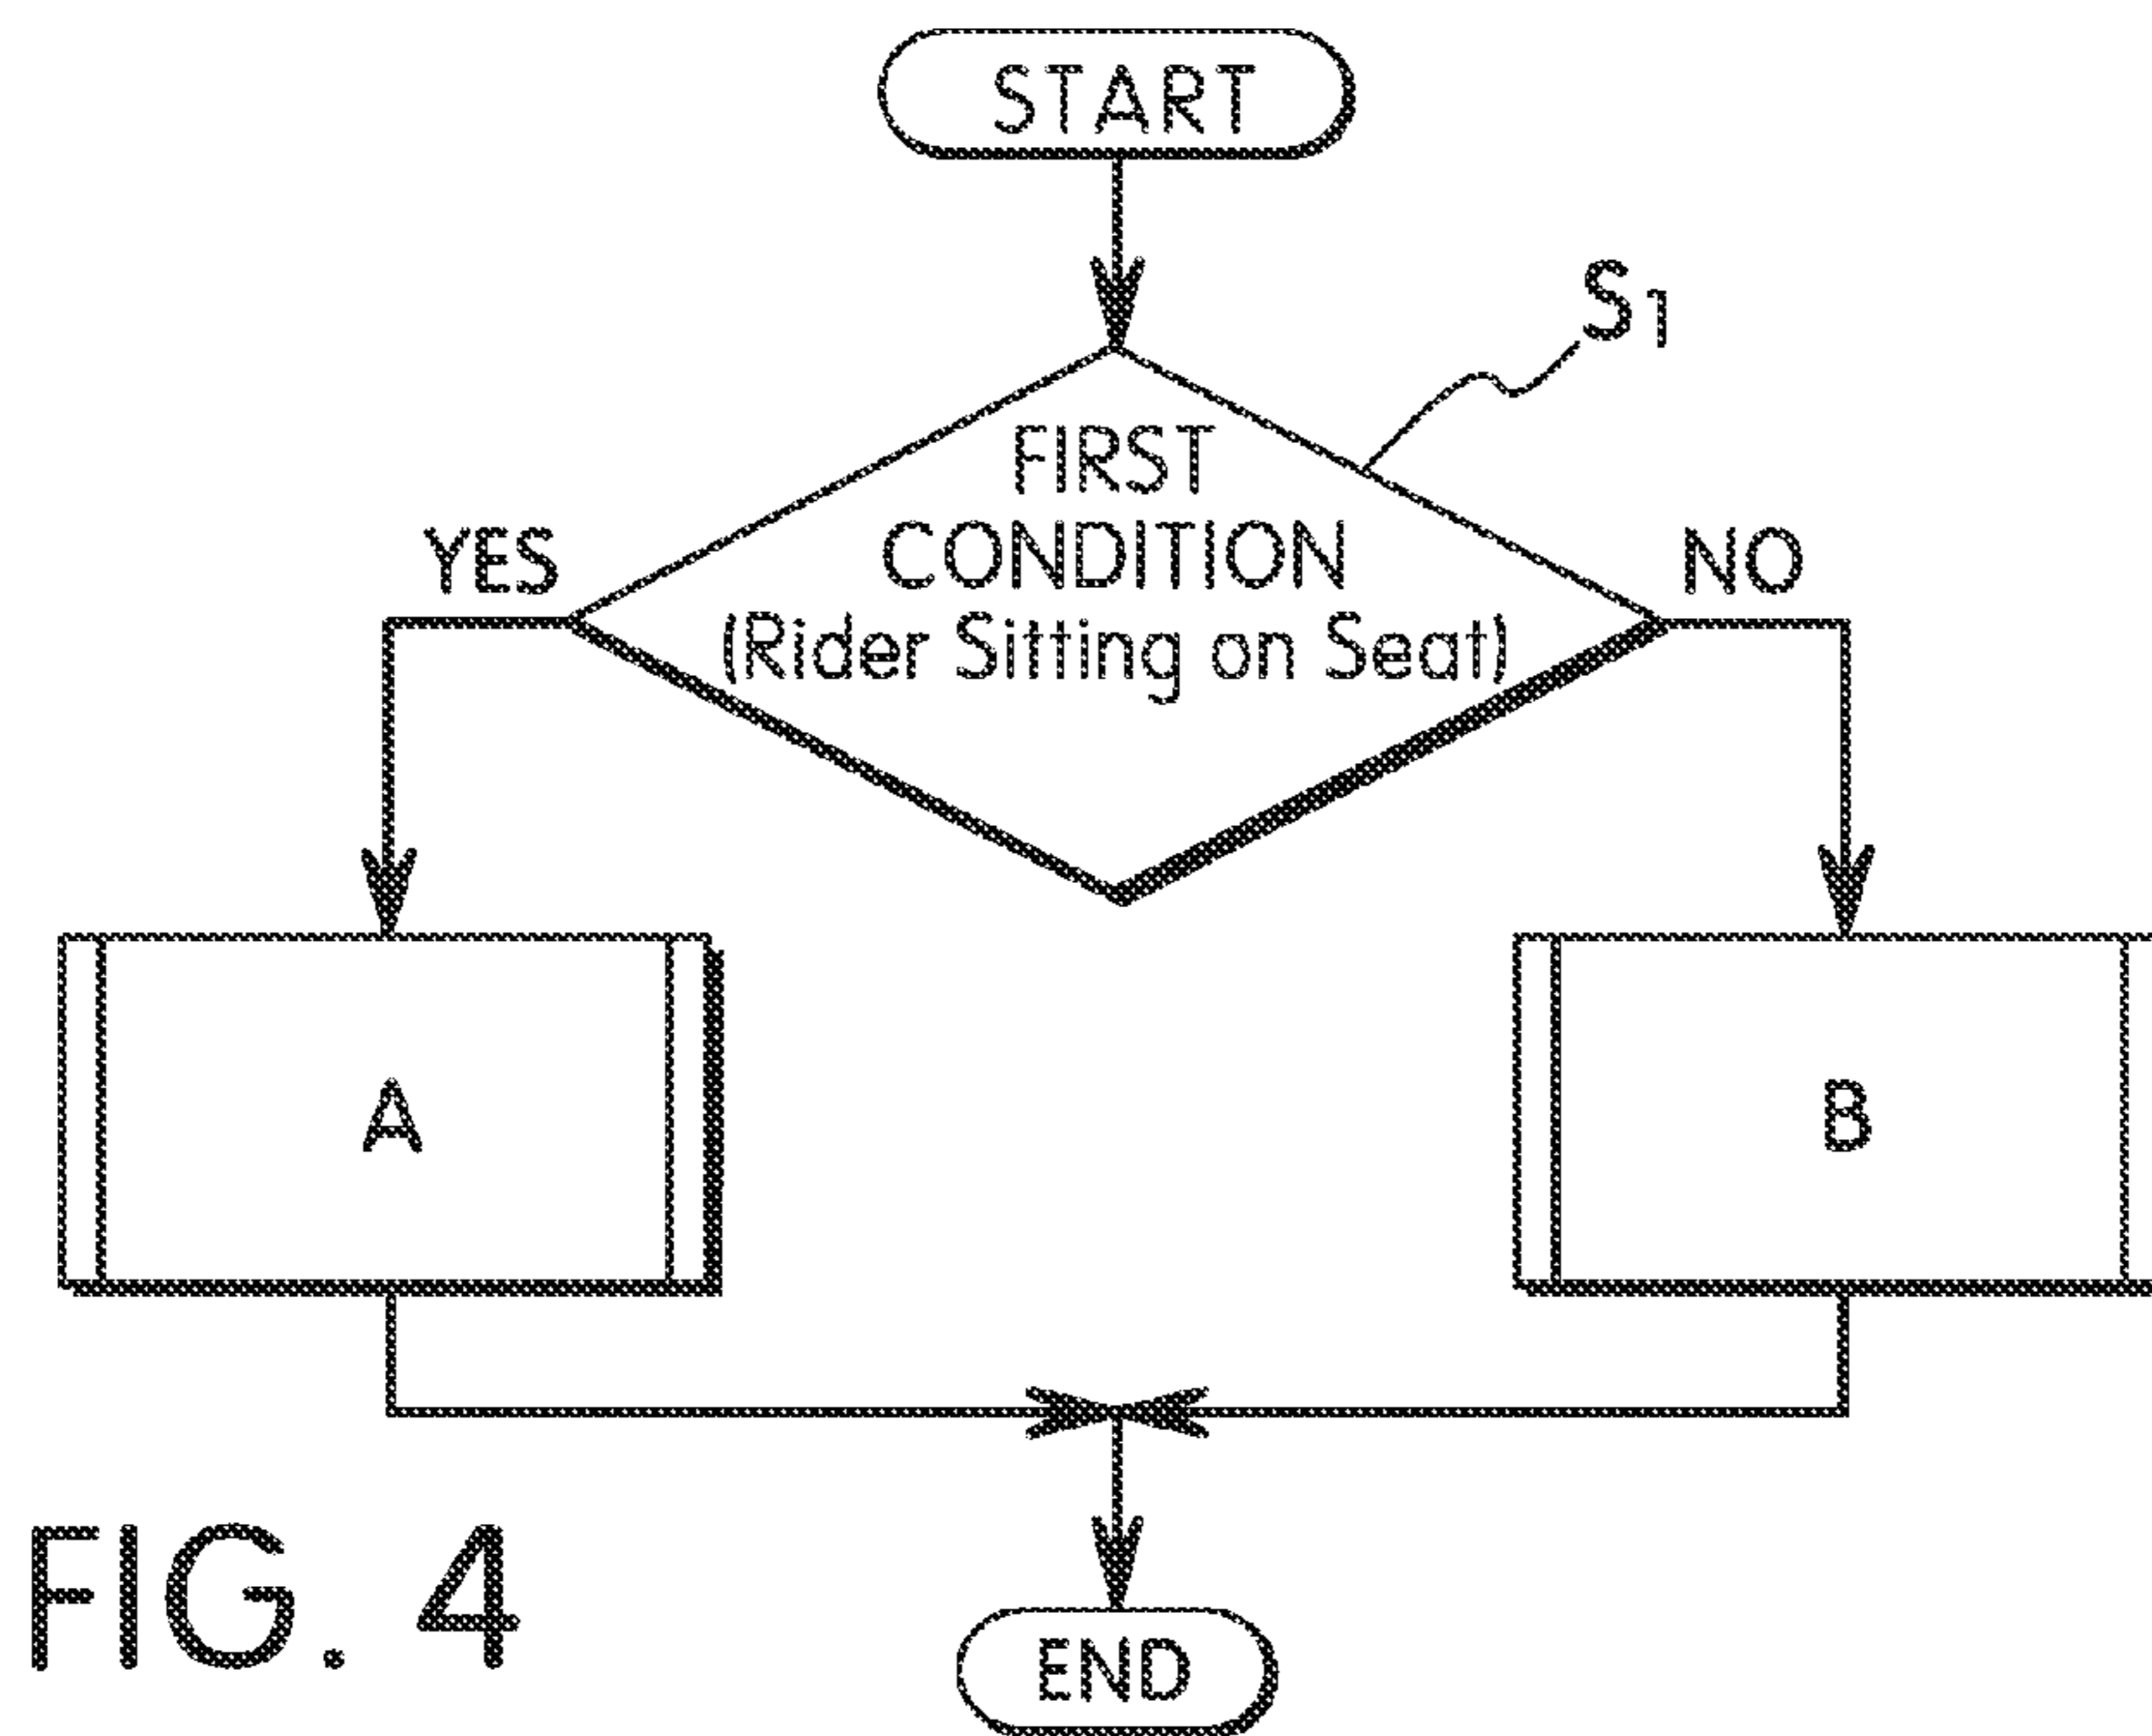 START
S1
FIRST
CONDITION
(Rider Sitting on Seat)
YES
NO
A
B
FIG. 4
END